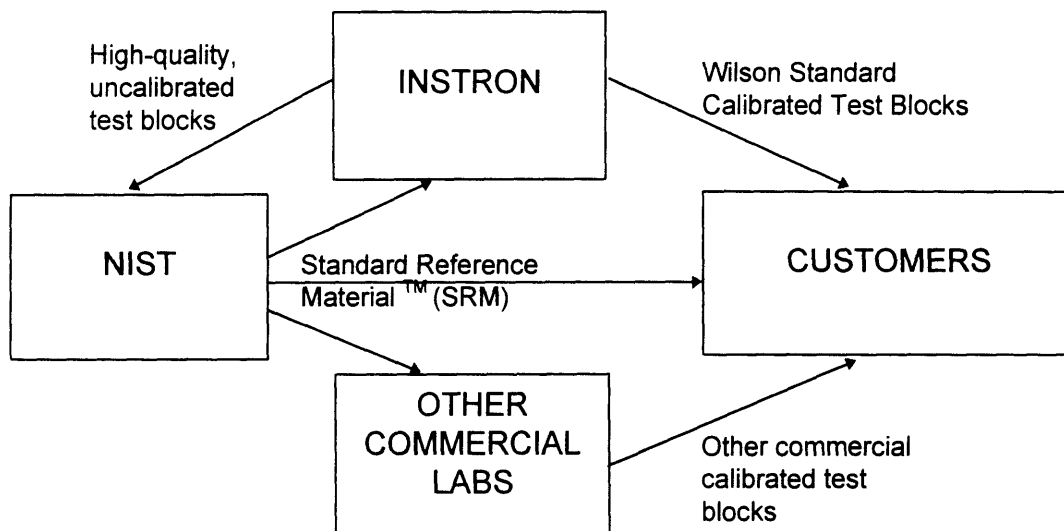 High-quality,
uncalibrated
test blocks
INSTRON
Wilson Standard
Calibrated Test Blocks
NIST
Standard Reference
Material ™ (SRM)
CUSTOMERS
OTHER
COMMERCIAL
LABS
Other commercial
calibrated test
blocks